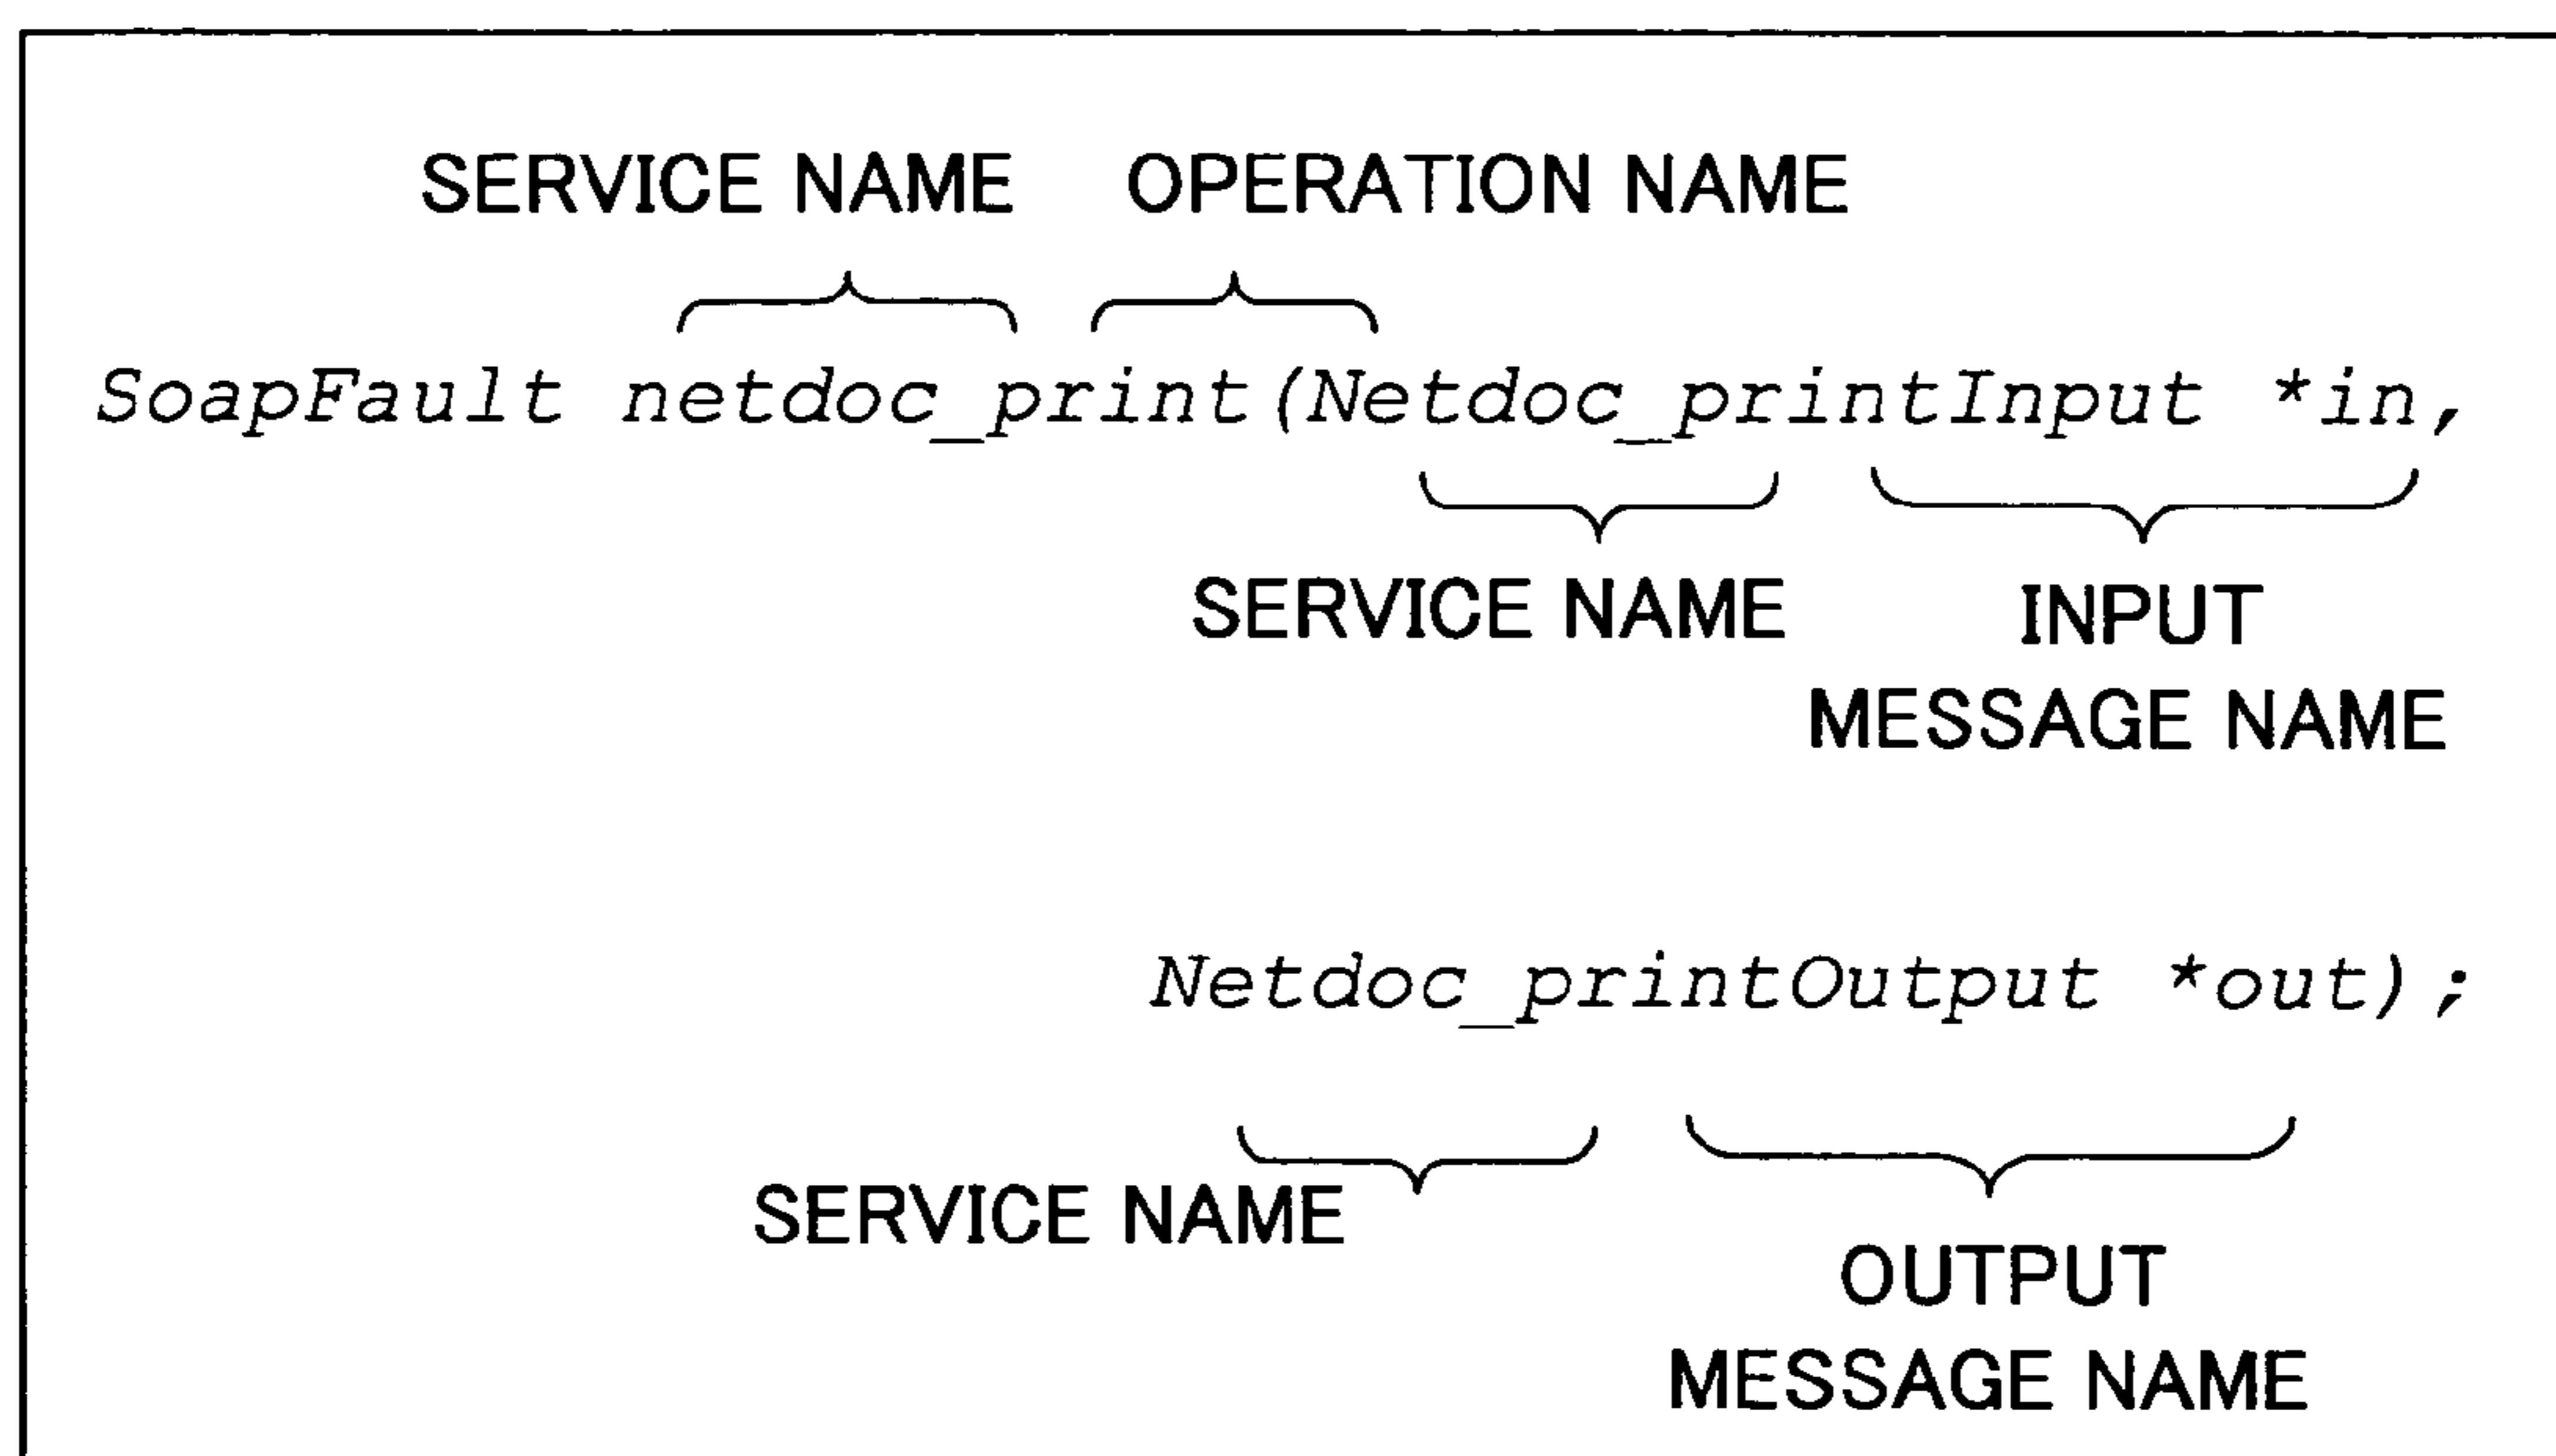 SERVICE NAME OPERATION NAME
SoapFault netdoc_print(Netdoc_printInput *in,
SERVICE NAME INPUT
MESSAGE NAME
Netdoc_printOutput *out);
SERVICE NAME
OUTPUT
MESSAGE NAME